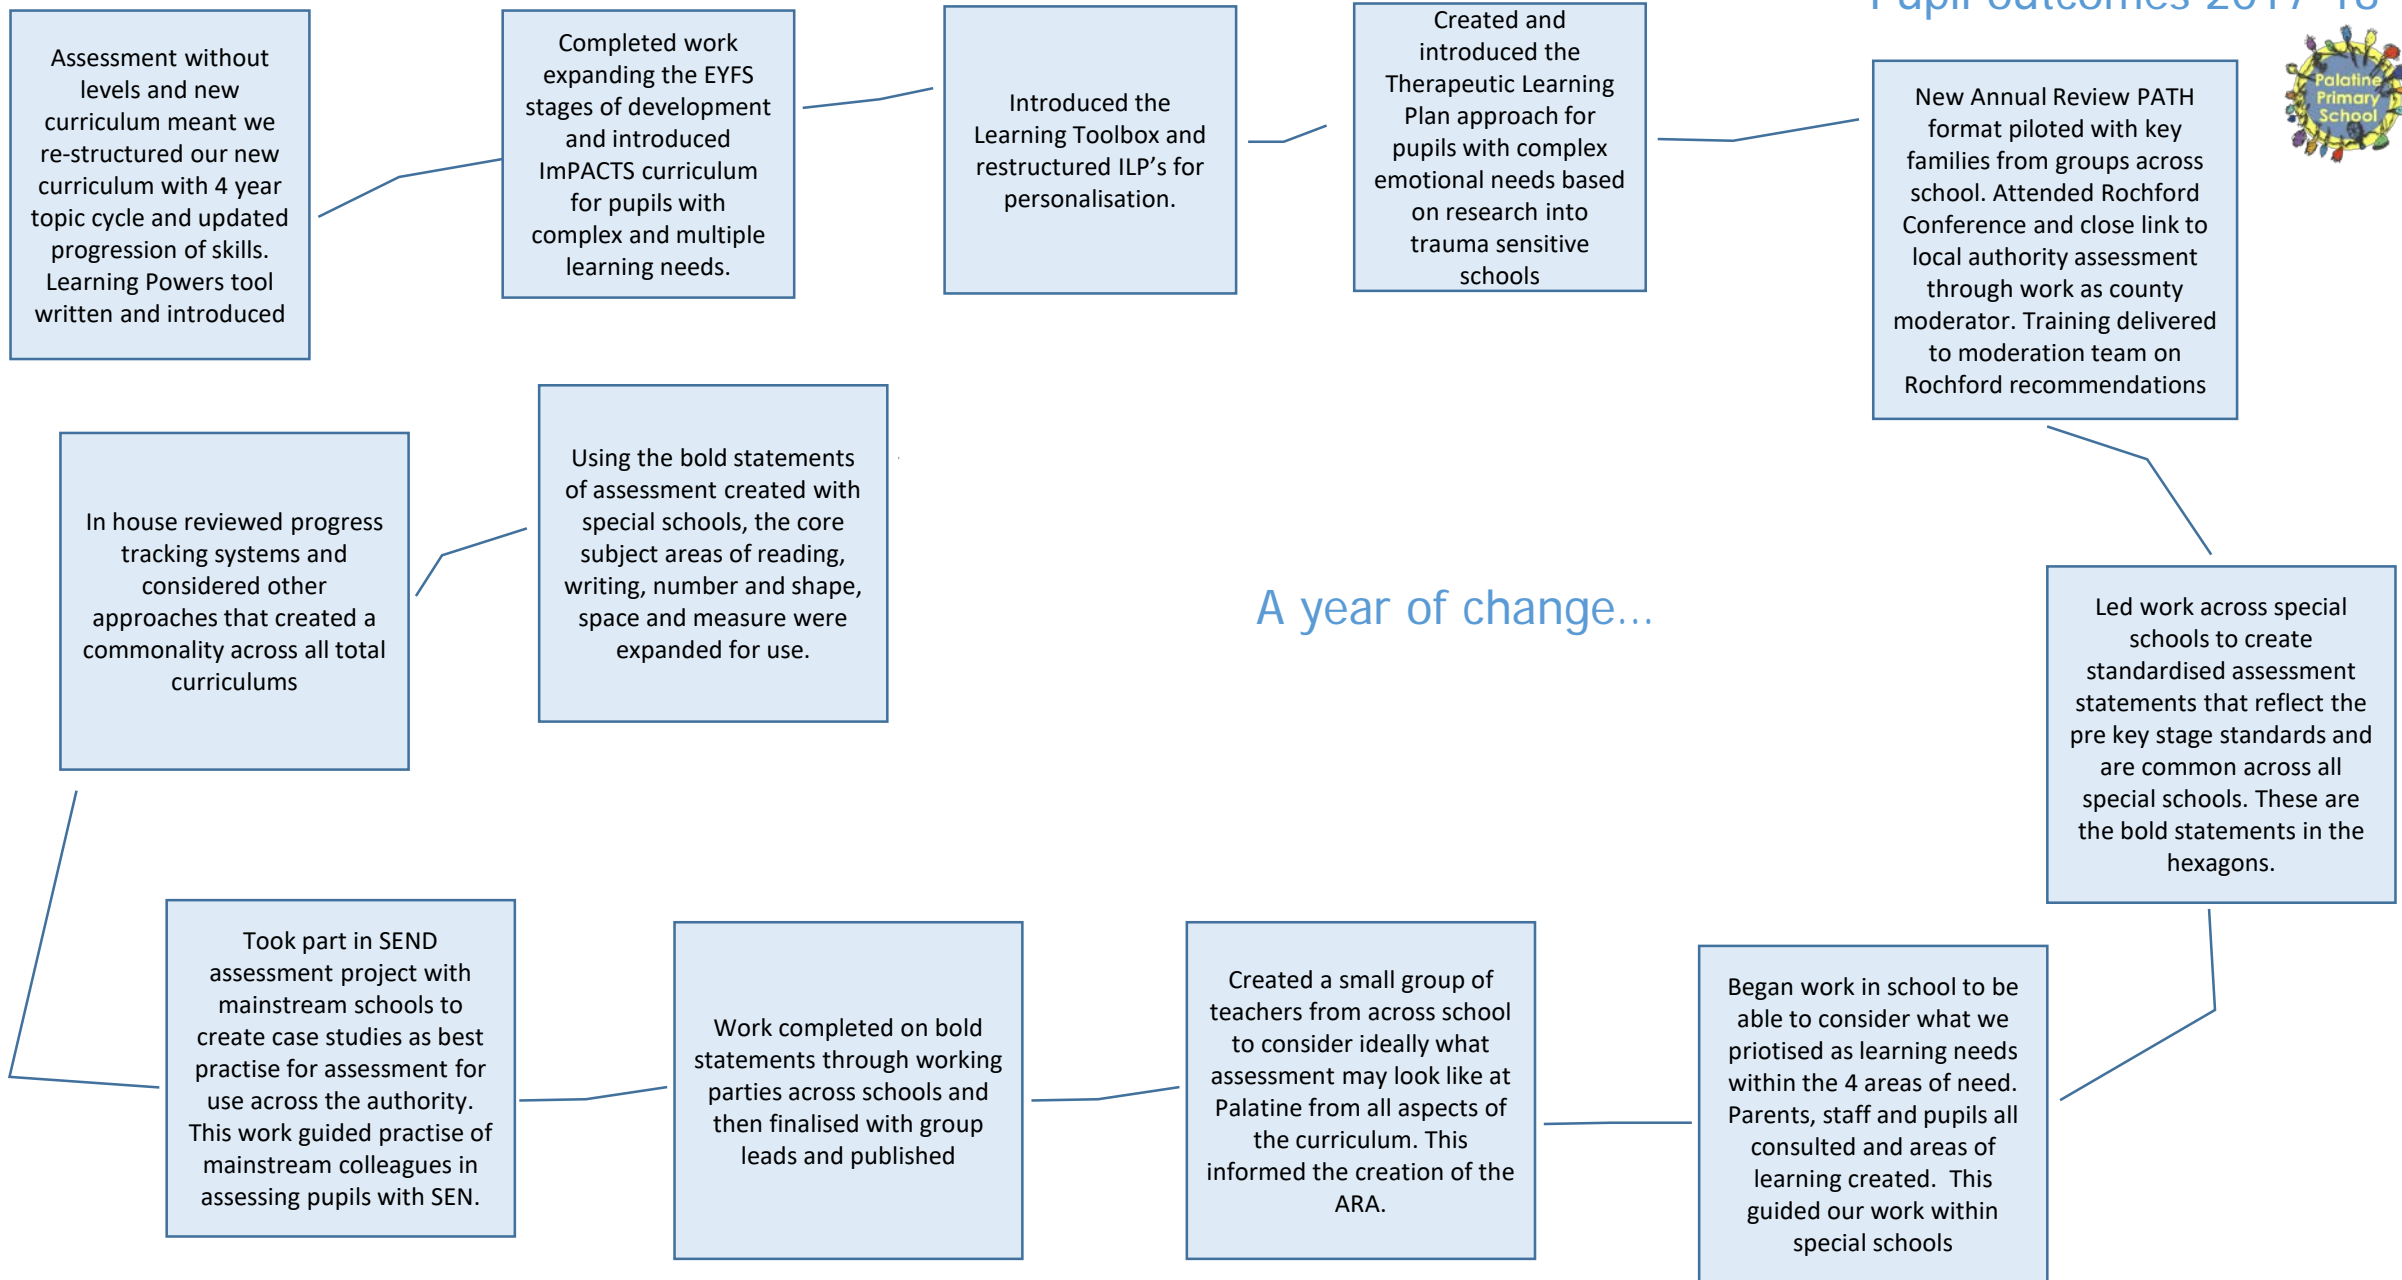 Pupil outcomes 2017-18
Palatine
Primary
School
Assessment without
levels and new
curriculum meant we
re-structured our new
curriculum with 4 year
topic cycle and updated
progression of skills.
Learning Powers tool
written and introduced
Completed work
expanding the EYFS
stages of development
and introduced
ImPACTS curriculum
for pupils with
complex and multiple
learning needs.
Introduced the
Learning Toolbox and
restructured ILP's for
personalisation.
Created and
introduced the
Therapeutic Learning
Plan approach for
pupils with complex
emotional needs based
on research into
trauma sensitive
schools
New Annual Review PATH
format piloted with key
families from groups across
school. Attended Rochford
Conference and close link to
local authority assessment
through work as county
moderator. Training delivered
to moderation team on
Rochford recommendations
Led work across special
schools to create
standardised assessment
statements that reflect the
pre key stage standards and
are common across all
special schools. These are
the bold statements in the
hexagons.
Began work in school to be
able to consider what we
priotised as learning needs
within the 4 areas of need.
Parents, staff and pupils all
consulted and areas of
learning created.  This
guided our work within
special schools
Created a small group of
teachers from across school
to consider ideally what
assessment may look like at
Palatine from all aspects of
the curriculum. This
informed the creation of the
ARA.
Work completed on bold
statements through working
parties across schools and
then finalised with group
leads and published
Took part in SEND
assessment project with
mainstream schools to
create case studies as best
practise for assessment for
use across the authority.
This work guided practise of
mainstream colleagues in
assessing pupils with SEN.
In house reviewed progress
tracking systems and
considered other
approaches that created a
commonality across all total
curriculums
Using the bold statements
of assessment created with
special schools, the core
subject areas of reading,
writing, number and shape,
space and measure were
expanded for use.
A year of change...